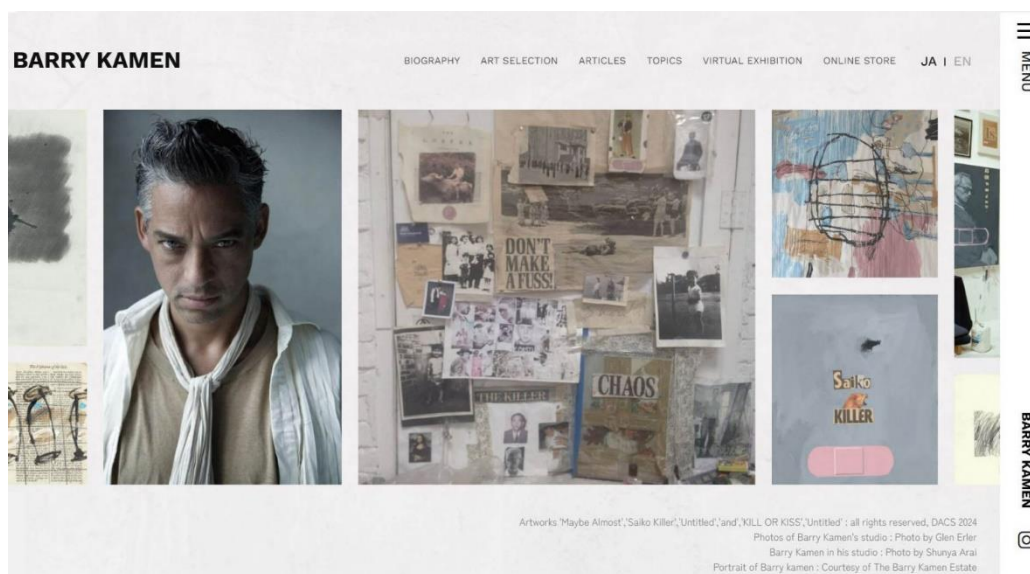 BARRY KAMEN
BIOGRAPHY ART SELECTION ARTICLES TOPICS VIRTUAL EXHIBITION ONLINE STORE JA I EN
MENU
DON'T
MAKE
A FUSS!
THE KILLER
CHAOS
Saiko
KILLER
BARRY KAMEN
Artworks 'Maybe Almost','Saiko Killer','Untitled','and','KILL OR KISS','Untitled' : all rights reserved, DACS 2024
Photos of Barry Kamen's studio : Photo by Glen Erler
Barry Kamen in his studio : Photo by Shunya Arai
Portrait of Barry kamen : Courtesy of The Barry Kamen Estate